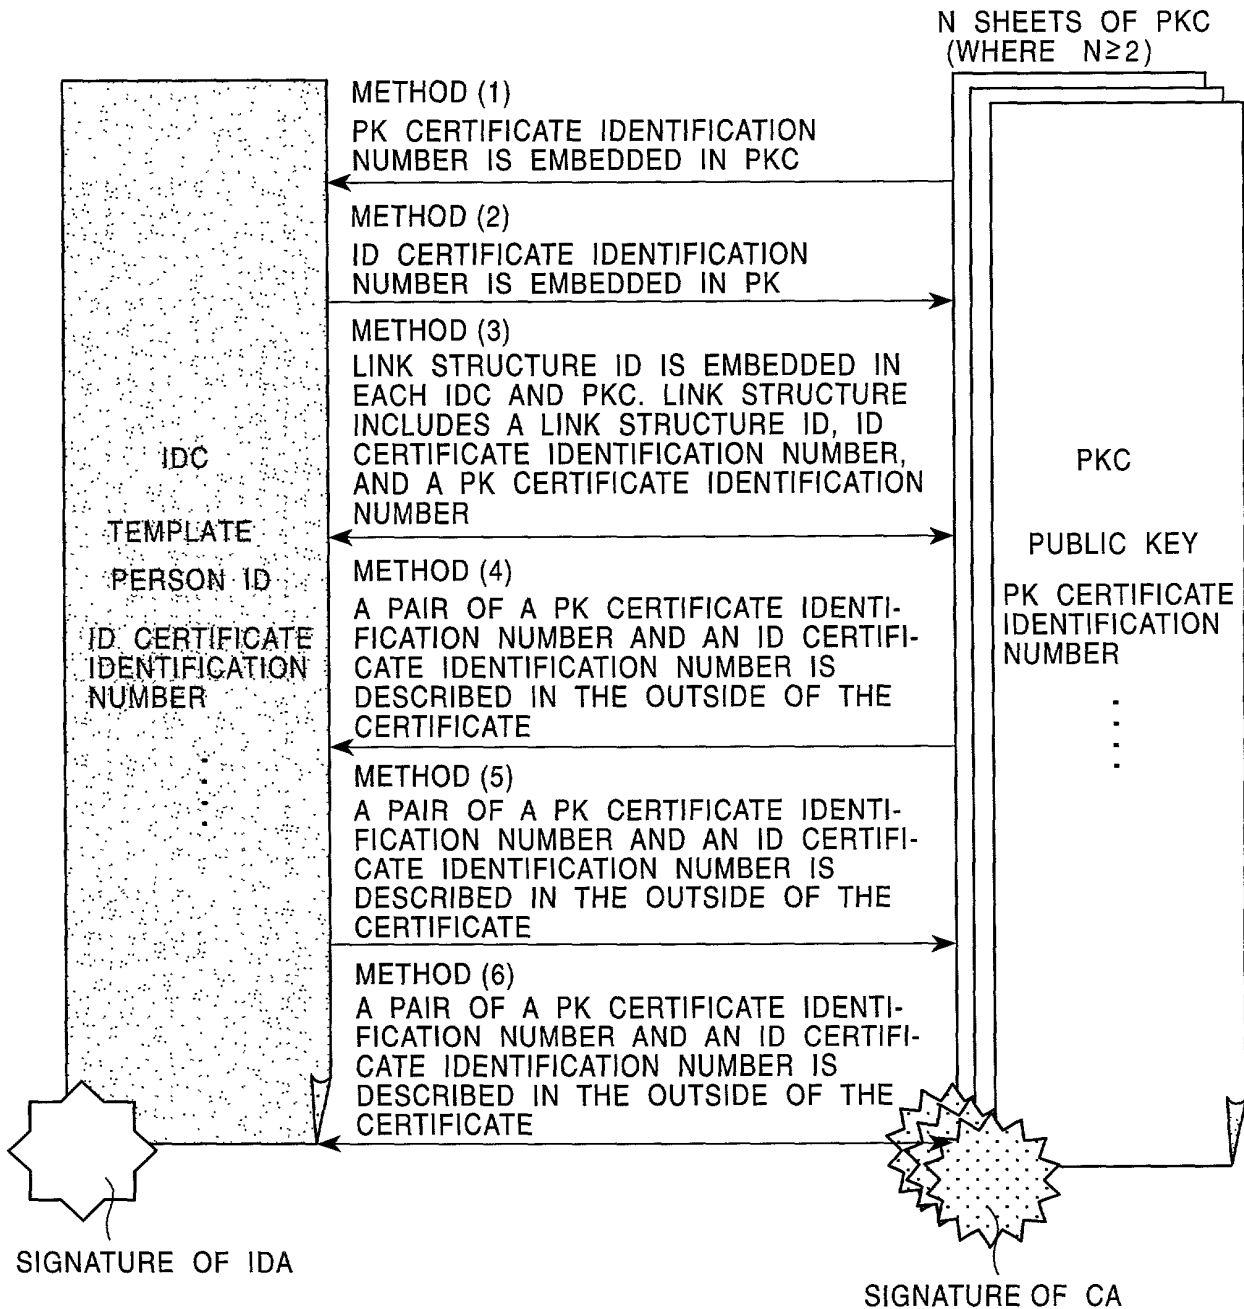 N SHEETS OF PKC
(WHERE N≥2)
METHOD (1)
PK CERTIFICATE IDENTIFICATION
NUMBER IS EMBEDDED IN PKC
METHOD (2)
ID CERTIFICATE IDENTIFICATION
NUMBER IS EMBEDDED IN PK
METHOD (3)
LINK STRUCTURE ID IS EMBEDDED IN
EACH IDC AND PKC. LINK STRUCTURE
INCLUDES A LINK STRUCTURE ID, ID
CERTIFICATE IDENTIFICATION NUMBER,
AND A PK CERTIFICATE IDENTIFICATION
NUMBER
METHOD (4)
A PAIR OF A PK CERTIFICATE IDENTI-
FICATION NUMBER AND AN ID CERTIFI-
CATE IDENTIFICATION NUMBER IS
DESCRIBED IN THE OUTSIDE OF THE
CERTIFICATE
METHOD (5)
A PAIR OF A PK CERTIFICATE IDENTI-
FICATION NUMBER AND AN ID CERTIFI-
CATE IDENTIFICATION NUMBER IS
DESCRIBED IN THE OUTSIDE OF THE
CERTIFICATE
METHOD (6)
A PAIR OF A PK CERTIFICATE IDENTI-
FICATION NUMBER AND AN ID CERTIFI-
CATE IDENTIFICATION NUMBER IS
DESCRIBED IN THE OUTSIDE OF THE
CERTIFICATE
IDC
TEMPLATE
PERSON ID
ID CERTIFICATE
IDENTIFICATION
NUMBER
PKC
PUBLIC KEY
PK CERTIFICATE
IDENTIFICATION
NUMBER
SIGNATURE OF IDA
SIGNATURE OF CA